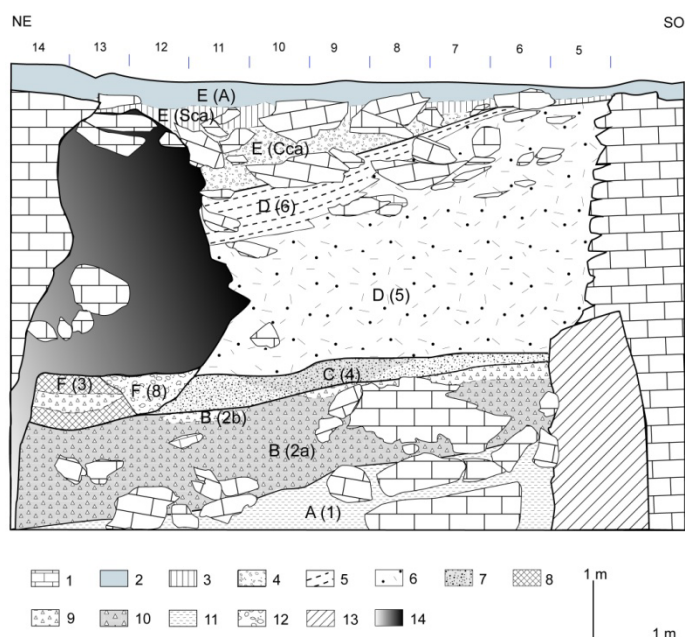 NE SO
14 13 12 11 10 9 8 7 6 5
E (A)
E (Sca)
E (Cca)
D (6)
D (5)
C (4)
F (3) F (8)
B (2b)
B (2a)
A (1)
1 2 3 4 5 6 7 8
9 10 11 12 13 14
1 m
1 m